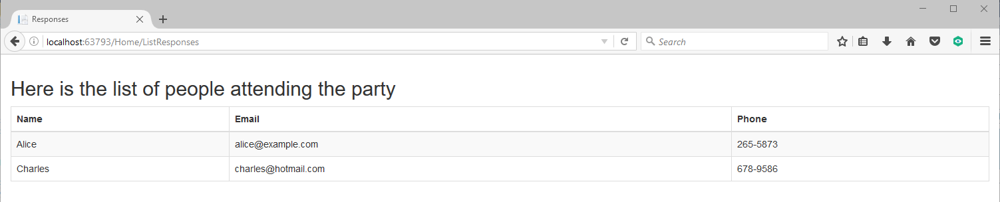 Responses
localhost:63793/Home/ListResponses
Search
Here is the list of people attending the party
Name Email Phone
Alice alice@example.com 265-5873
Charles charles@hotmail.com 678-9586